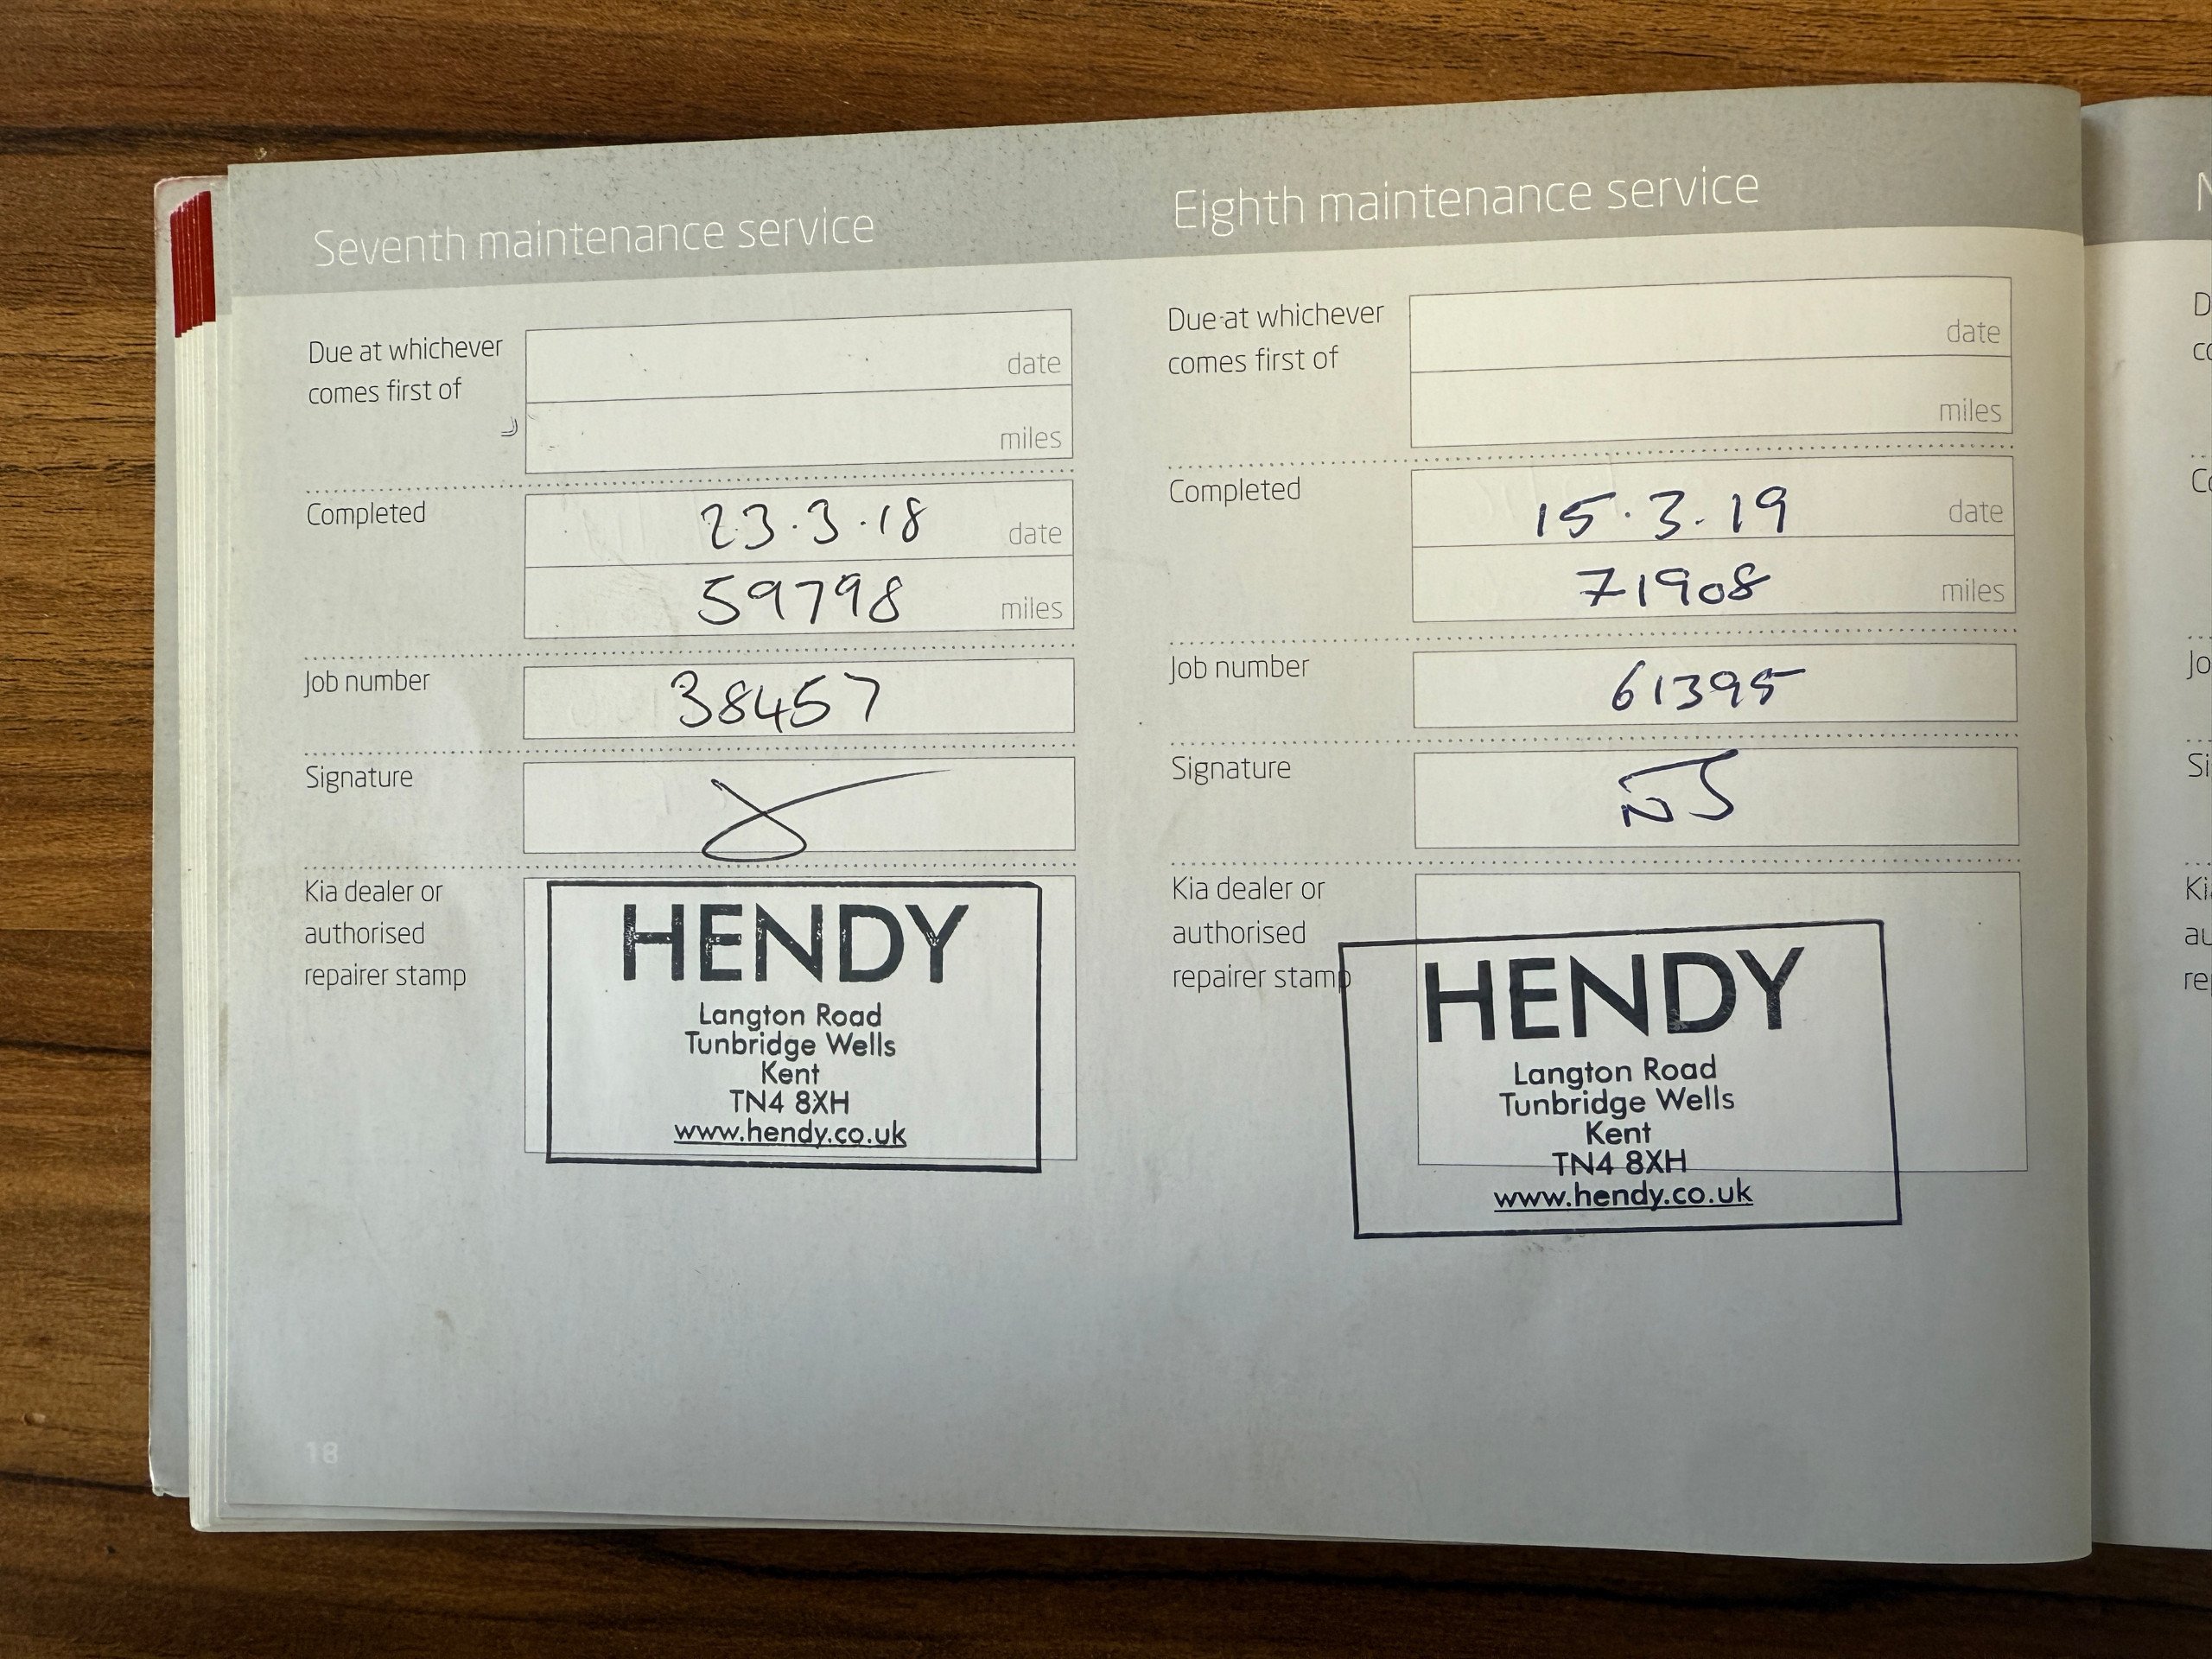 Seventh maintenance service
Due at whichever
comes first of
date
miles
Completed
23.3.18 date
59798 miles
Job number
38457
Signature
Kia dealer or
authorised
repairer stamp
HENDY
Langton Road
Tunbridge Wells
Kent
TN4 8XH
www.hendy.co.uk
18
Eighth maintenance service
Due at whichever
comes first of
date
miles
Completed
15.3.19 date
71908 miles
Job number
61395
Signature
NJ
Kia dealer or
authorised
repairer stamp
HENDY
Langton Road
Tunbridge Wells
Kent
TN4 8XH
www.hendy.co.uk